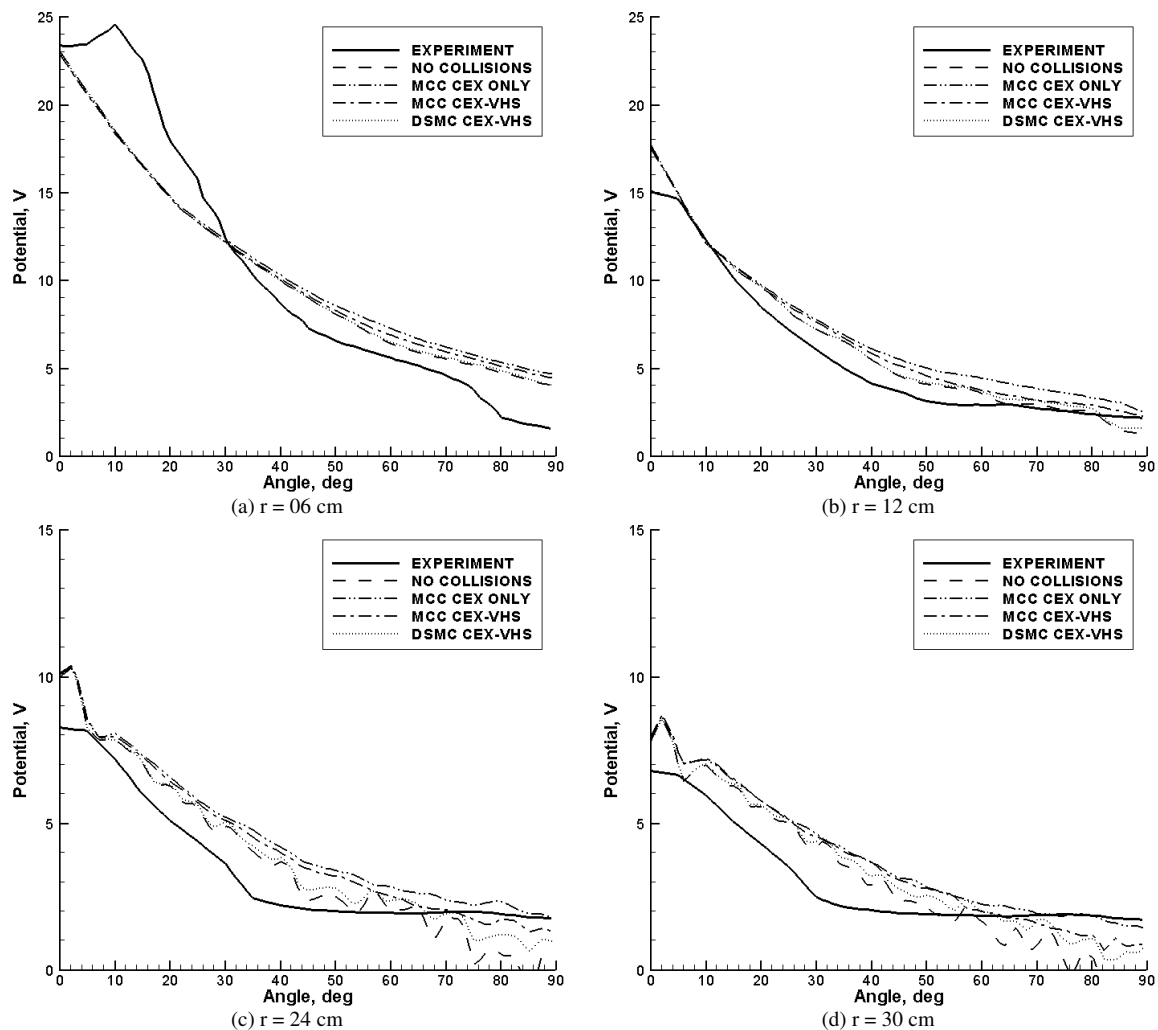 25
20
15
10
5
0
Potential, V
EXPERIMENT
NO COLLISIONS
MCC CEX ONLY
MCC CEX-VHS
DSMC CEX-VHS
0 10 20 30 40 50 60 70 80 90
Angle, deg
(a) r = 06 cm
25
20
15
10
5
0
Potential, V
EXPERIMENT
NO COLLISIONS
MCC CEX ONLY
MCC CEX-VHS
DSMC CEX-VHS
0 10 20 30 40 50 60 70 80 90
Angle, deg
(b) r = 12 cm
15
10
5
0
Potential, V
EXPERIMENT
NO COLLISIONS
MCC CEX ONLY
MCC CEX-VHS
DSMC CEX-VHS
0 10 20 30 40 50 60 70 80 90
Angle, deg
(c) r = 24 cm
15
10
5
0
Potential, V
EXPERIMENT
NO COLLISIONS
MCC CEX ONLY
MCC CEX-VHS
DSMC CEX-VHS
0 10 20 30 40 50 60 70 80 90
Angle, deg
(d) r = 30 cm